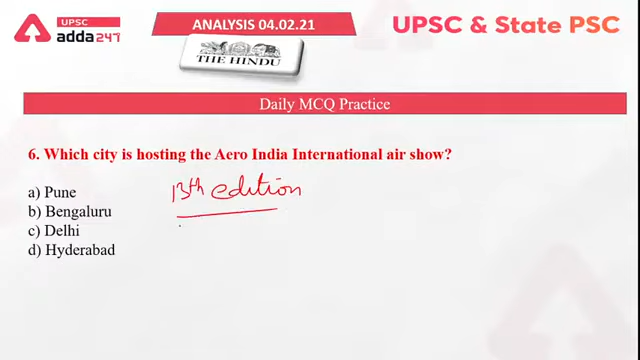 UPSC
adda247
ANALYSIS 04.02.21
THE HINDU
UPSC & State PSC
Daily MCQ Practice
6. Which city is hosting the Aero India International air show?
a) Pune
b) Bengaluru
c) Delhi
d) Hyderabad
13th edition